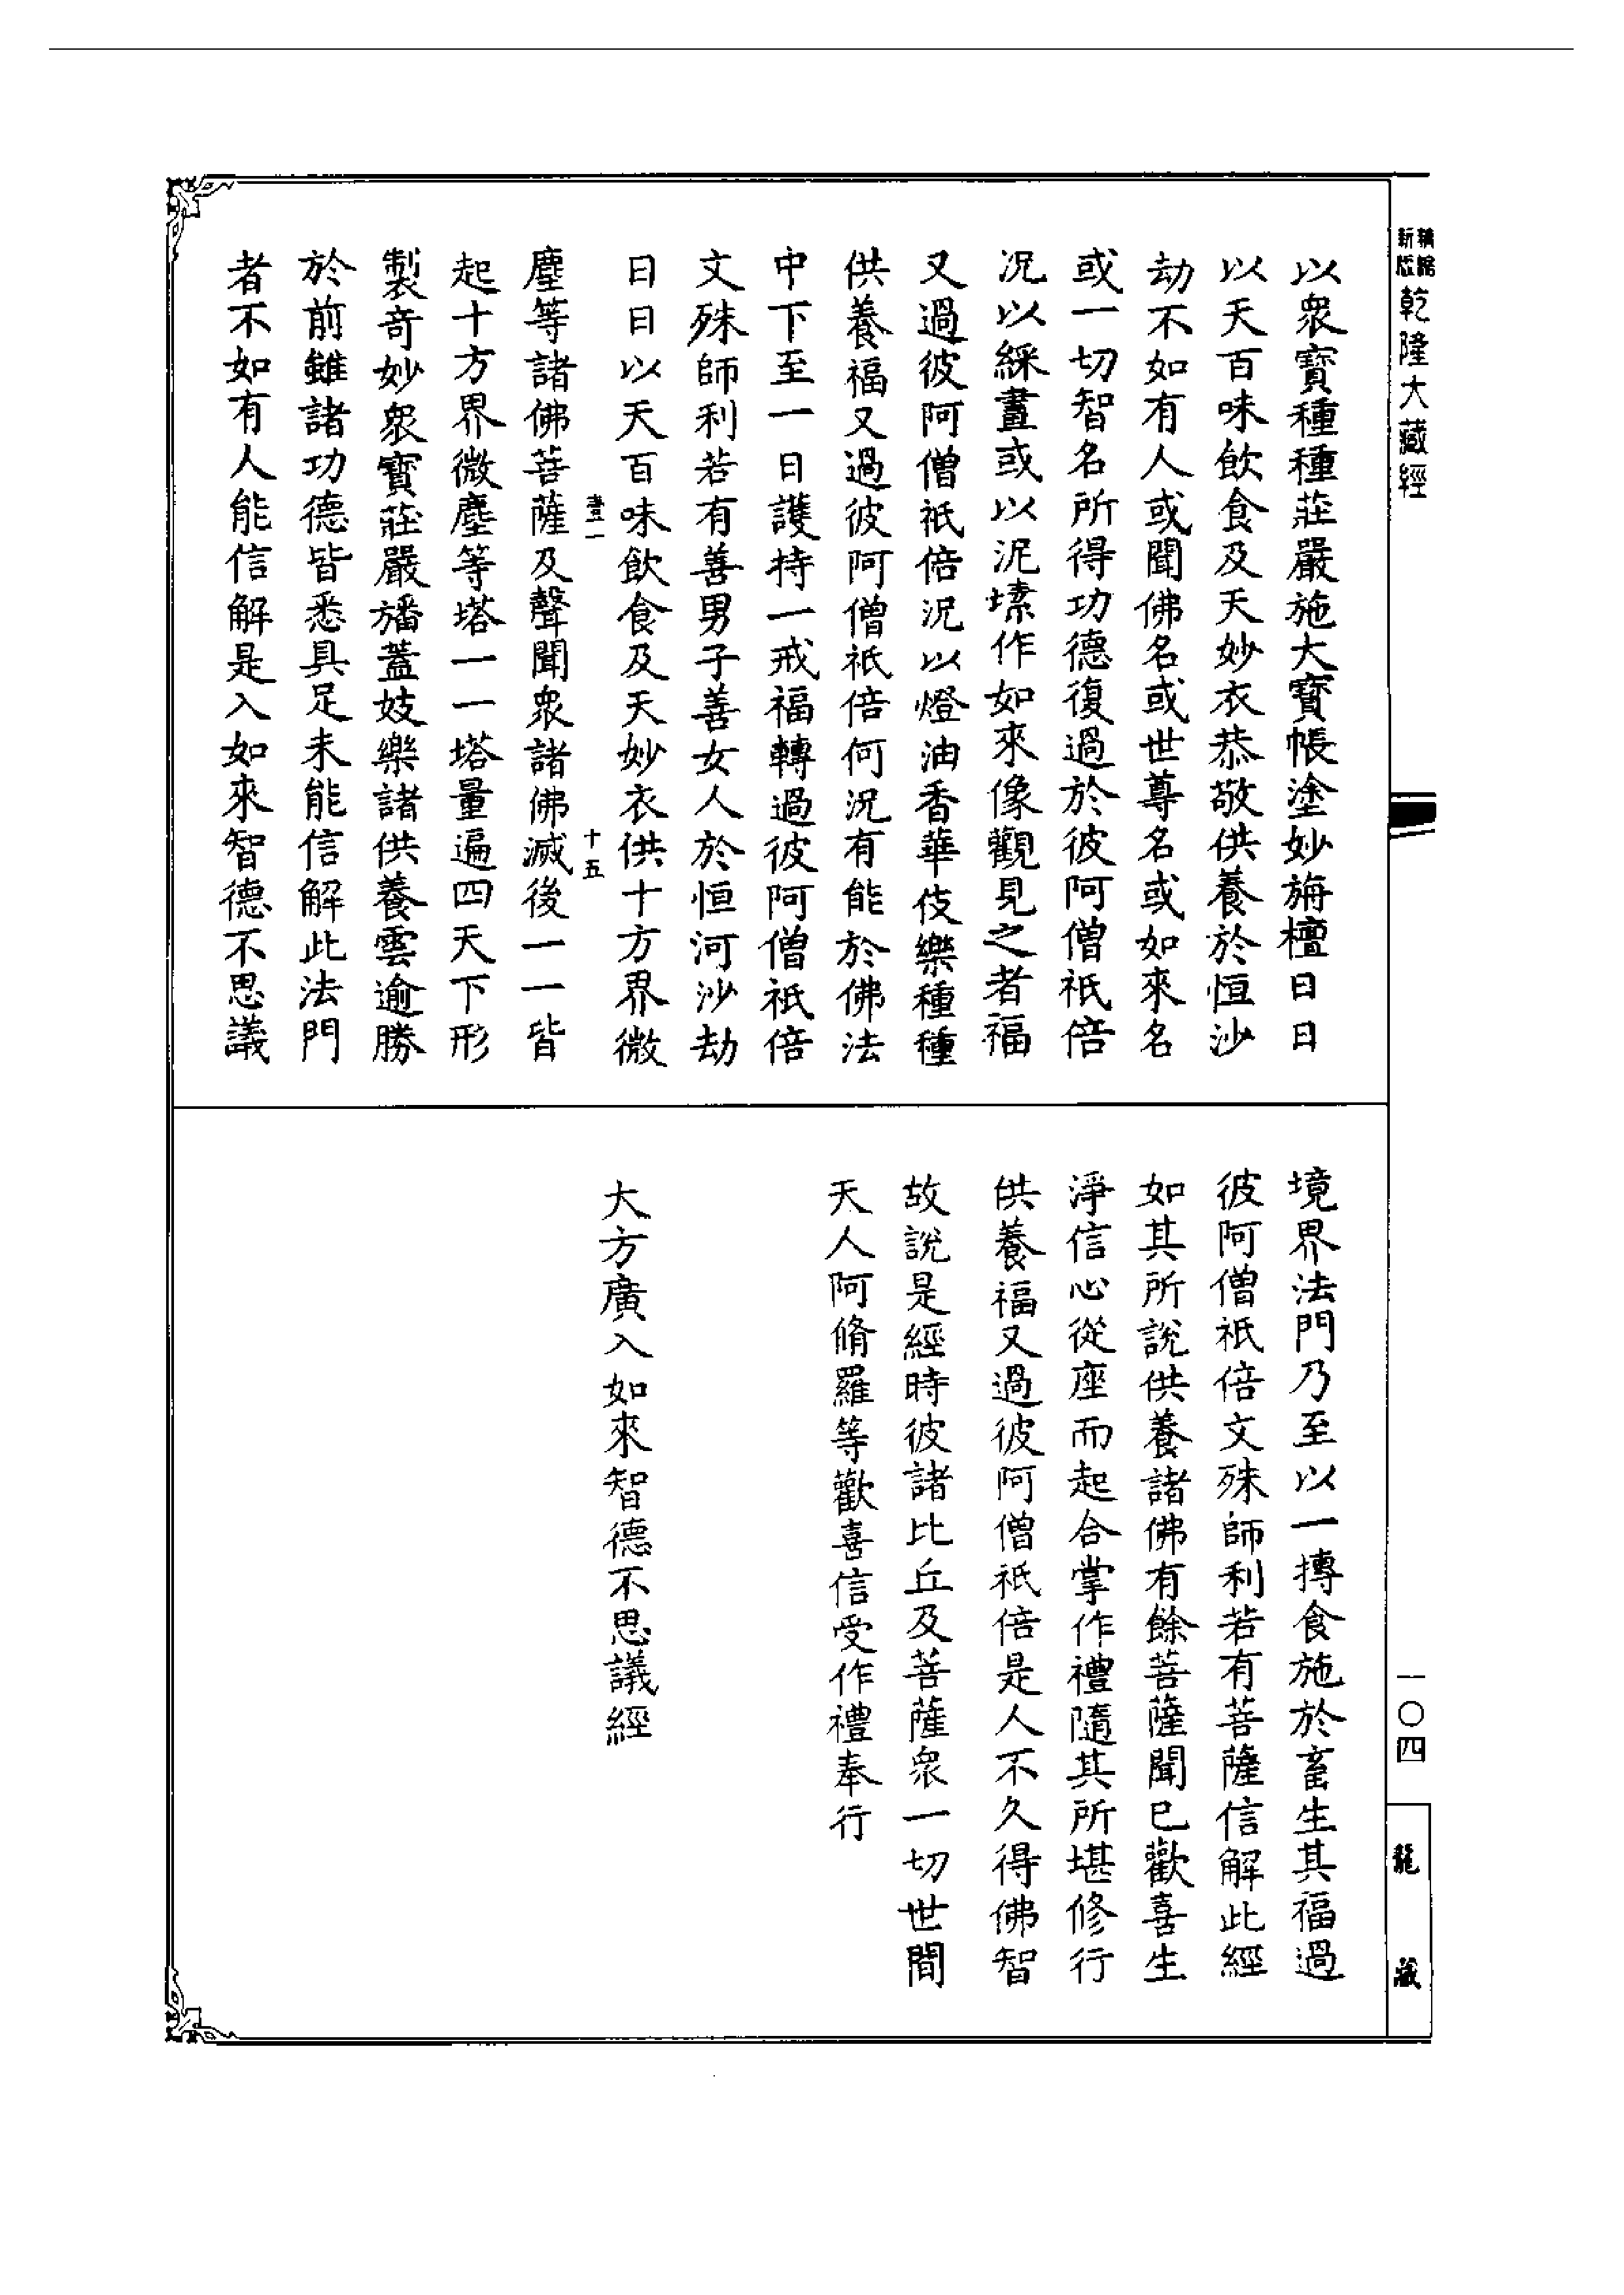 乾隆大藏經
以衆寶種種莊嚴施大寶帳塗妙旃檀日日
以天百味飲食及天妙衣恭敬供養於恒沙
劫不如有人或聞佛名或世尊名或如來名
或一切智名所得功德復過於彼阿僧祇倍
况以綵畫或以泥塐作如來像觀見之者福
又過彼阿僧祇倍况以燈油香華伎樂種種
供養福又過彼阿僧祇倍何况有能於佛法
中下至一日護持一戒福轉過彼阿僧祇倍
文殊師利若有善男子善女人於恒河沙劫
日日以天百味飲食及天妙衣供十方界微
十五
塵等諸佛菩薩及聲聞衆諸佛滅後一一皆
起十方界微塵等塔一一塔量遍四天下形
製奇妙衆寶莊嚴旛蓋妓樂諸供養雲逾勝
於前雖諸功德皆悉具足未能信解此法門
者不如有人能信解是入如來智德不思議
境界法門乃至以一摶食施於畜生其福過
彼阿僧祇倍文殊師利若有菩薩信解此經
如其所說供養諸佛有餘菩薩聞已歡喜生
淨信心從座而起合掌作禮隨其所堪修行
供養福又過彼阿僧祇倍是人不久得佛智
故說是經時彼諸比丘及菩薩衆一切世間
天人阿脩羅等歡喜信受作禮奉行
大方廣入如來智德不思議經
一〇四
龍藏